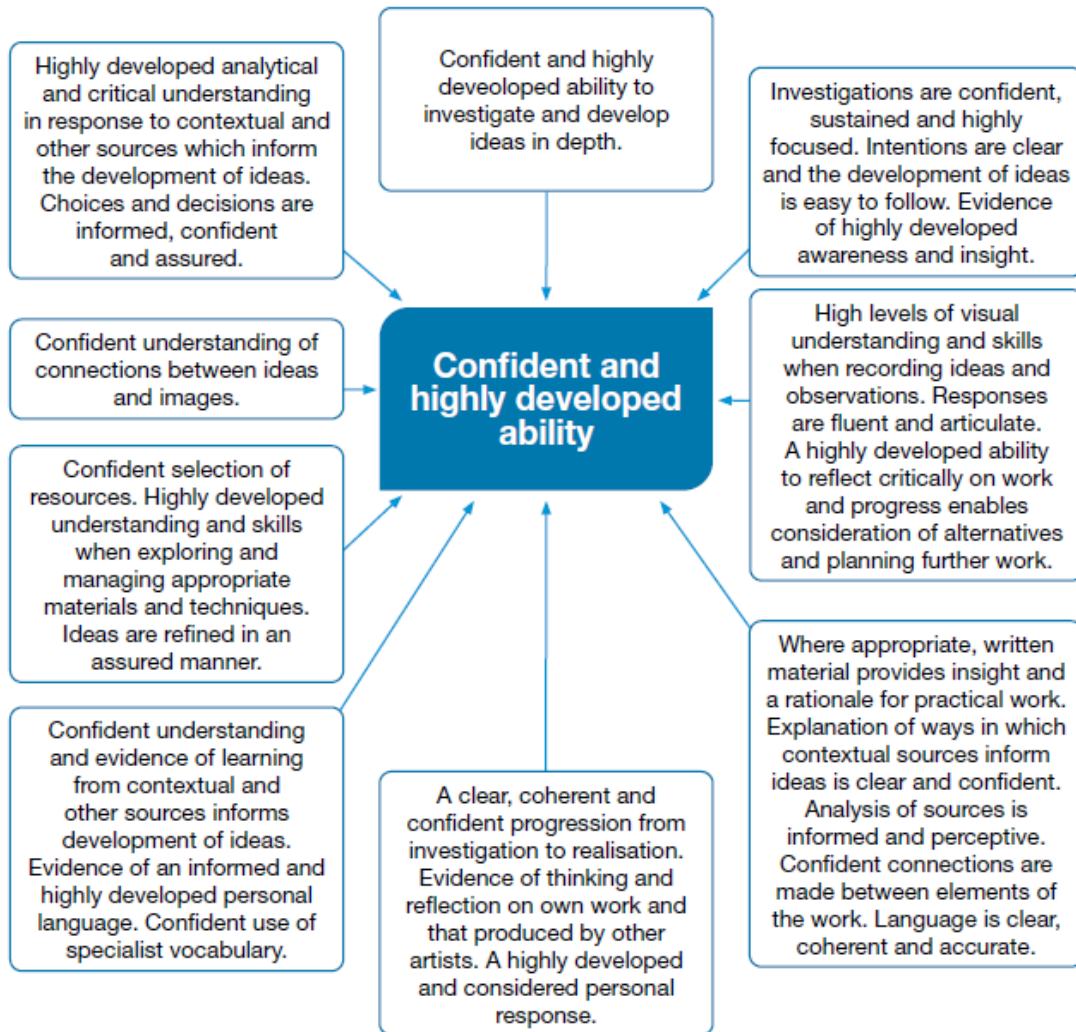 Highly developed analytical
and critical understanding
in response to contextual and
other sources which inform
the development of ideas.
Choices and decisions are
informed, confident
and assured.
Confident and highly
deveoloped ability to
investigate and develop
ideas in depth.
Investigations are confident,
sustained and highly
focused. Intentions are clear
and the development of ideas
is easy to follow. Evidence
of highly developed
awareness and insight.
Confident understanding of
connections between ideas
and images.
Confident and
highly developed
ability
High levels of visual
understanding and skills
when recording ideas and
observations. Responses
are fluent and articulate.
A highly developed ability
to reflect critically on work
and progress enables
consideration of alternatives
and planning further work.
Confident selection of
resources. Highly developed
understanding and skills
when exploring and
managing appropriate
materials and techniques.
Ideas are refined in an
assured manner.
Confident understanding
and evidence of learning
from contextual and
other sources informs
development of ideas.
Evidence of an informed and
highly developed personal
language. Confident use of
specialist vocabulary.
A clear, coherent and
confident progression from
investigation to realisation.
Evidence of thinking and
reflection on own work and
that produced by other
artists. A highly developed
and considered personal
response.
Where appropriate, written
material provides insight and
a rationale for practical work.
Explanation of ways in which
contextual sources inform
ideas is clear and confident.
Analysis of sources is
informed and perceptive.
Confident connections are
made between elements of
the work. Language is clear,
coherent and accurate.